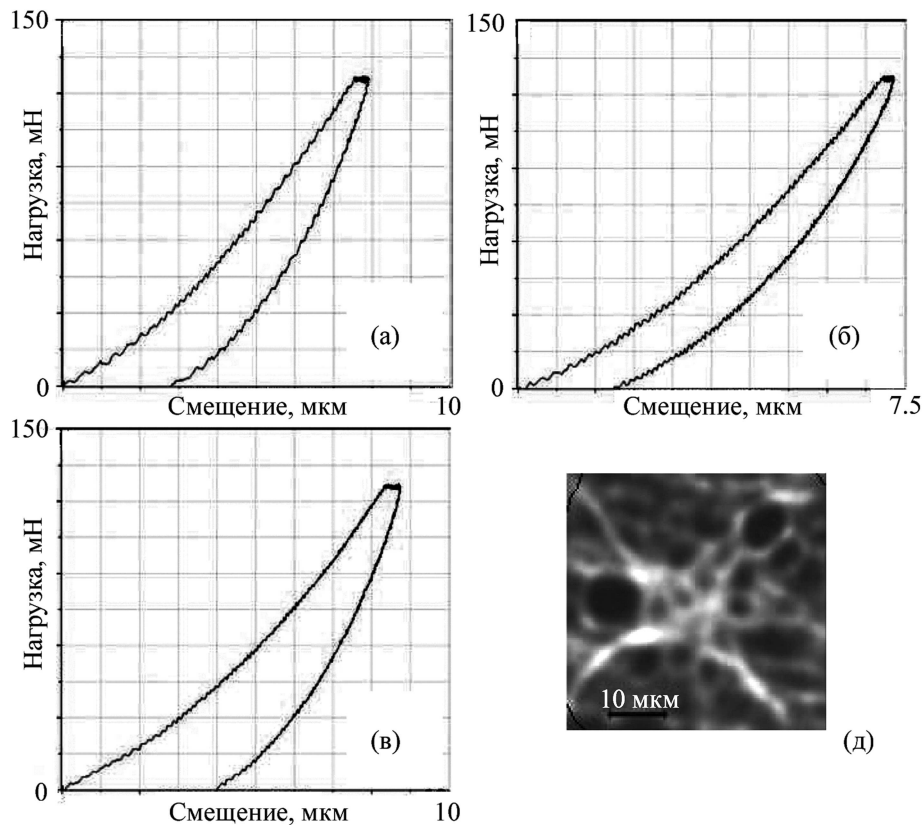 150
Нагрузка, мН
(а)
0
Смещение, мкм
10
150
Нагрузка, мН
(б)
0
Смещение, мкм
7.5
150
Нагрузка, мН
(в)
0
Смещение, мкм
10
10 мкм
(д)